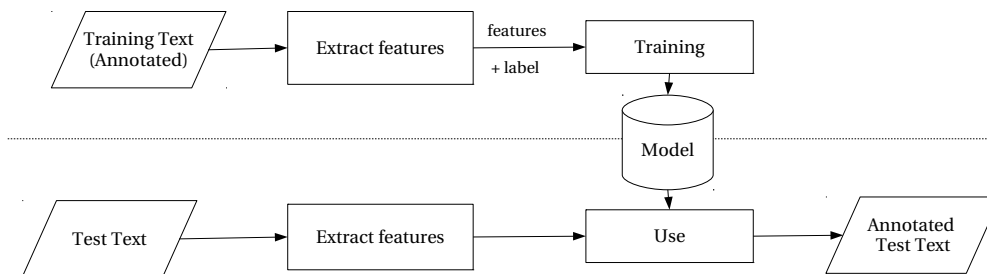 Training Text
(Annotated)
Extract features
features
+ label
Training
Model
Test Text
Extract features
Use
Annotated
Test Text